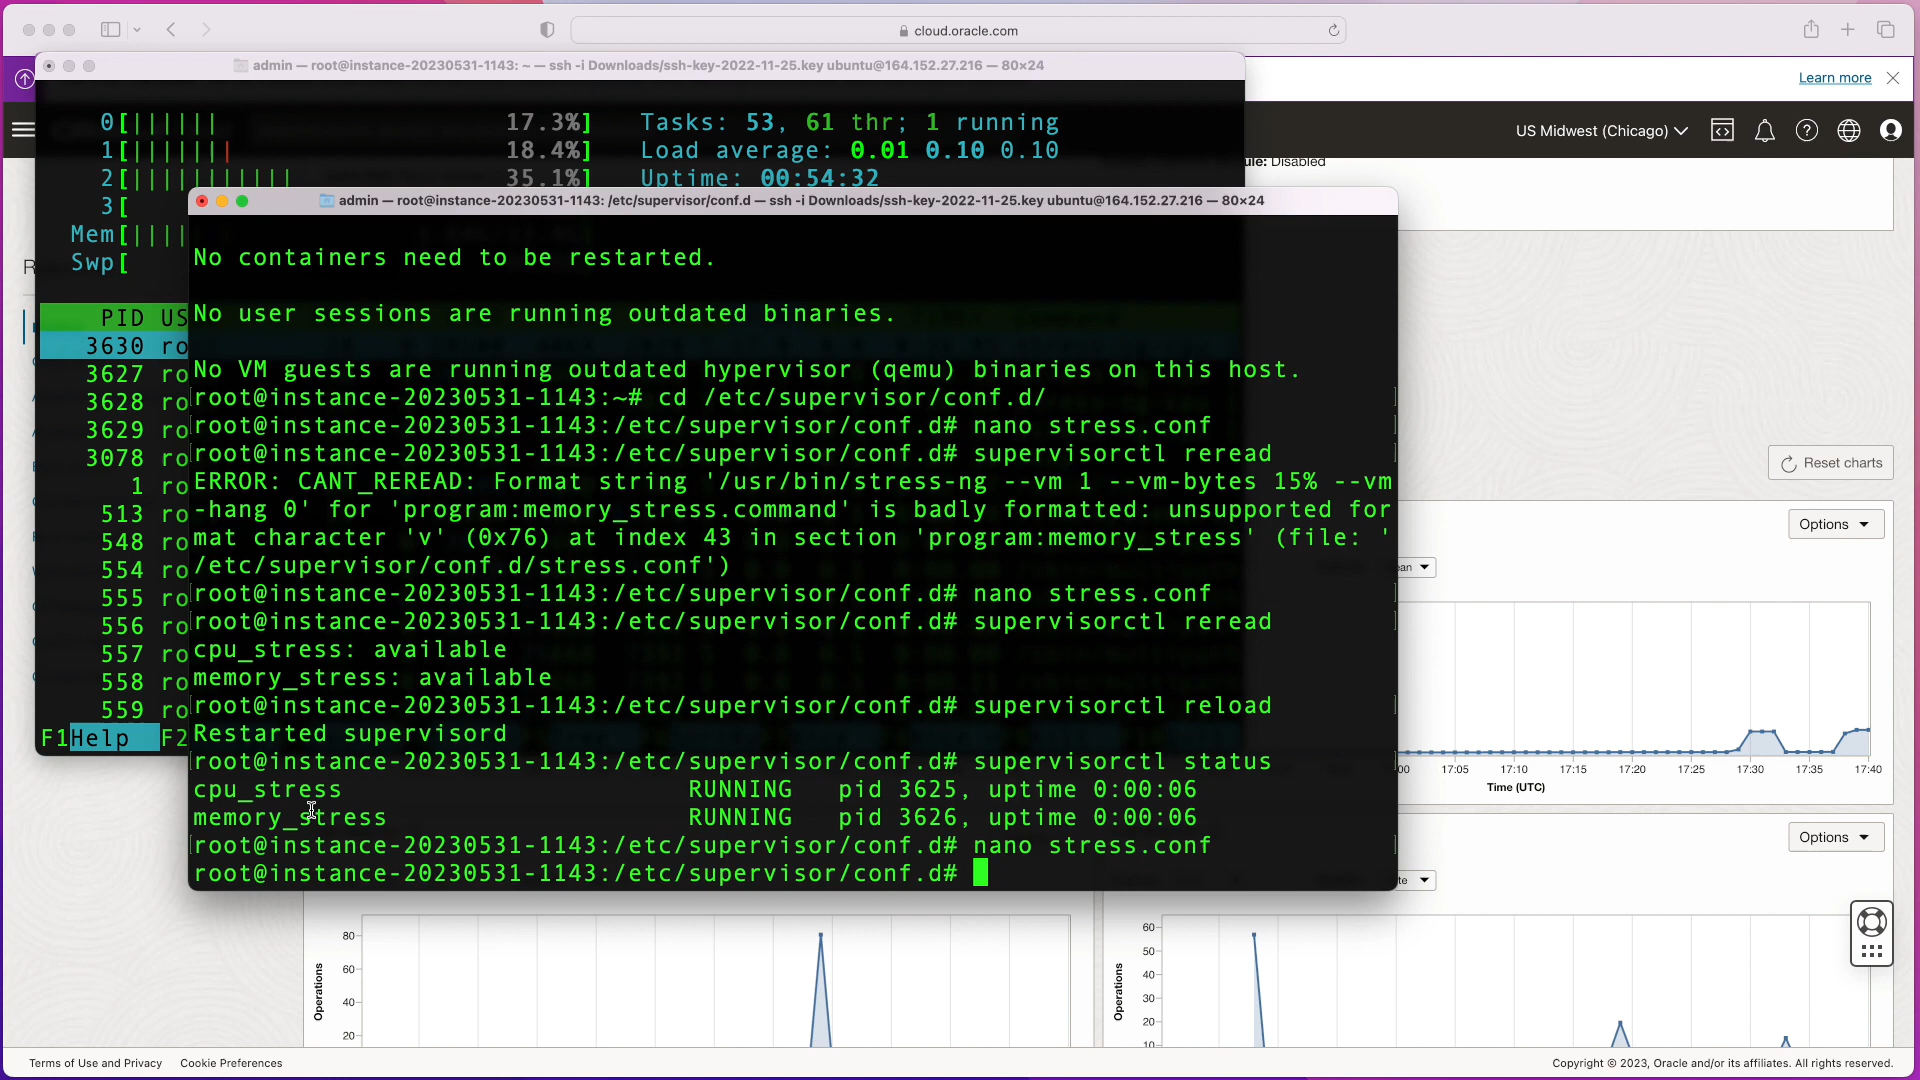 cloud.oracle.com
admin — root@instance-20230531-1143: ~ — ssh -i Downloads/ssh-key-2022-11-25.key ubuntu@164.152.27.216 — 80×24
Learn more
US Midwest (Chicago)
Disabled
0[|||||| 17.3%] Tasks: 53, 61 thr; 1 running
1[||||||| 18.4%] Load average: 0.01 0.10 0.10
2[||||||||||| 35.1%] Uptime: 00:54:32
3[
Mem[||||
Swp[
PID US
3630 ro
3627 ro
3628 ro
3629 ro
3078 ro
1 ro
513 ro
548 ro
554 ro
555 ro
556 ro
557 ro
558 ro
559 ro
F1Help F2
admin — root@instance-20230531-1143: /etc/supervisor/conf.d — ssh -i Downloads/ssh-key-2022-11-25.key ubuntu@164.152.27.216 — 80×24
No containers need to be restarted.
No user sessions are running outdated binaries.
No VM guests are running outdated hypervisor (qemu) binaries on this host.
root@instance-20230531-1143:~# cd /etc/supervisor/conf.d/
root@instance-20230531-1143:/etc/supervisor/conf.d# nano stress.conf
root@instance-20230531-1143:/etc/supervisor/conf.d# supervisorctl reread
ERROR: CANT_REREAD: Format string '/usr/bin/stress-ng --vm 1 --vm-bytes 15% --vm
-hang 0' for 'program:memory_stress.command' is badly formatted: unsupported for
mat character 'v' (0x76) at index 43 in section 'program:memory_stress' (file: '
/etc/supervisor/conf.d/stress.conf')
root@instance-20230531-1143:/etc/supervisor/conf.d# nano stress.conf
root@instance-20230531-1143:/etc/supervisor/conf.d# supervisorctl reread
cpu_stress: available
memory_stress: available
root@instance-20230531-1143:/etc/supervisor/conf.d# supervisorctl reload
Restarted supervisord
root@instance-20230531-1143:/etc/supervisor/conf.d# supervisorctl status
cpu_stress RUNNING pid 3625, uptime 0:00:06
memory_stress RUNNING pid 3626, uptime 0:00:06
root@instance-20230531-1143:/etc/supervisor/conf.d# nano stress.conf
root@instance-20230531-1143:/etc/supervisor/conf.d#
Reset charts
Options
ean
00 17:05 17:10 17:15 17:20 17:25 17:30 17:35 17:40
Time (UTC)
Options
te
Operations
80
60
40
20
Operations
60
50
40
30
20
10
Terms of Use and Privacy Cookie Preferences
Copyright © 2023, Oracle and/or its affiliates. All rights reserved.